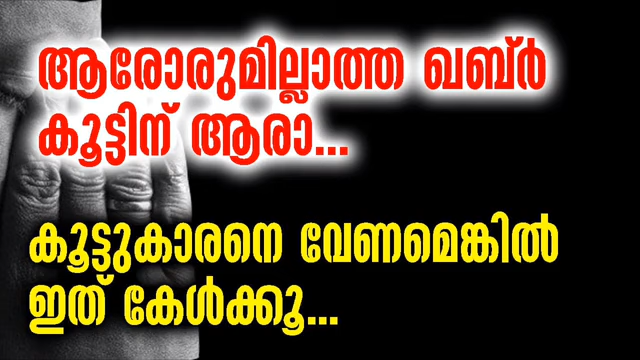 ആരോരുമില്ലാത്ത ഖബ്ർ
കൂട്ടിന് ആരാ...
കൂട്ടുകാരനെ വേണമെങ്കിൽ
ഇത് കേൾക്കൂ...